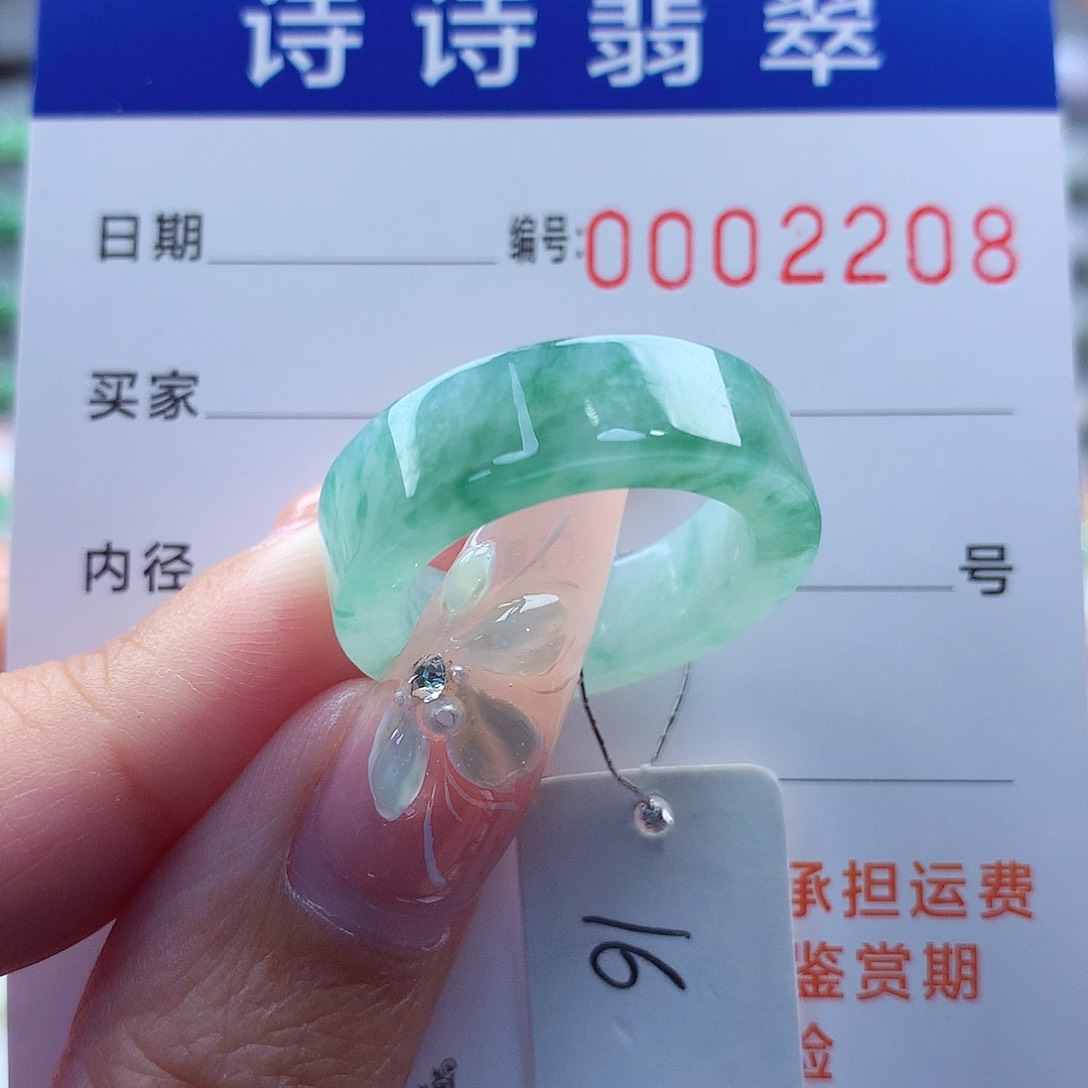 诗诗翡翠
日期 编号:0002208
买家
内径 号
16
承担运费
鉴赏期
验